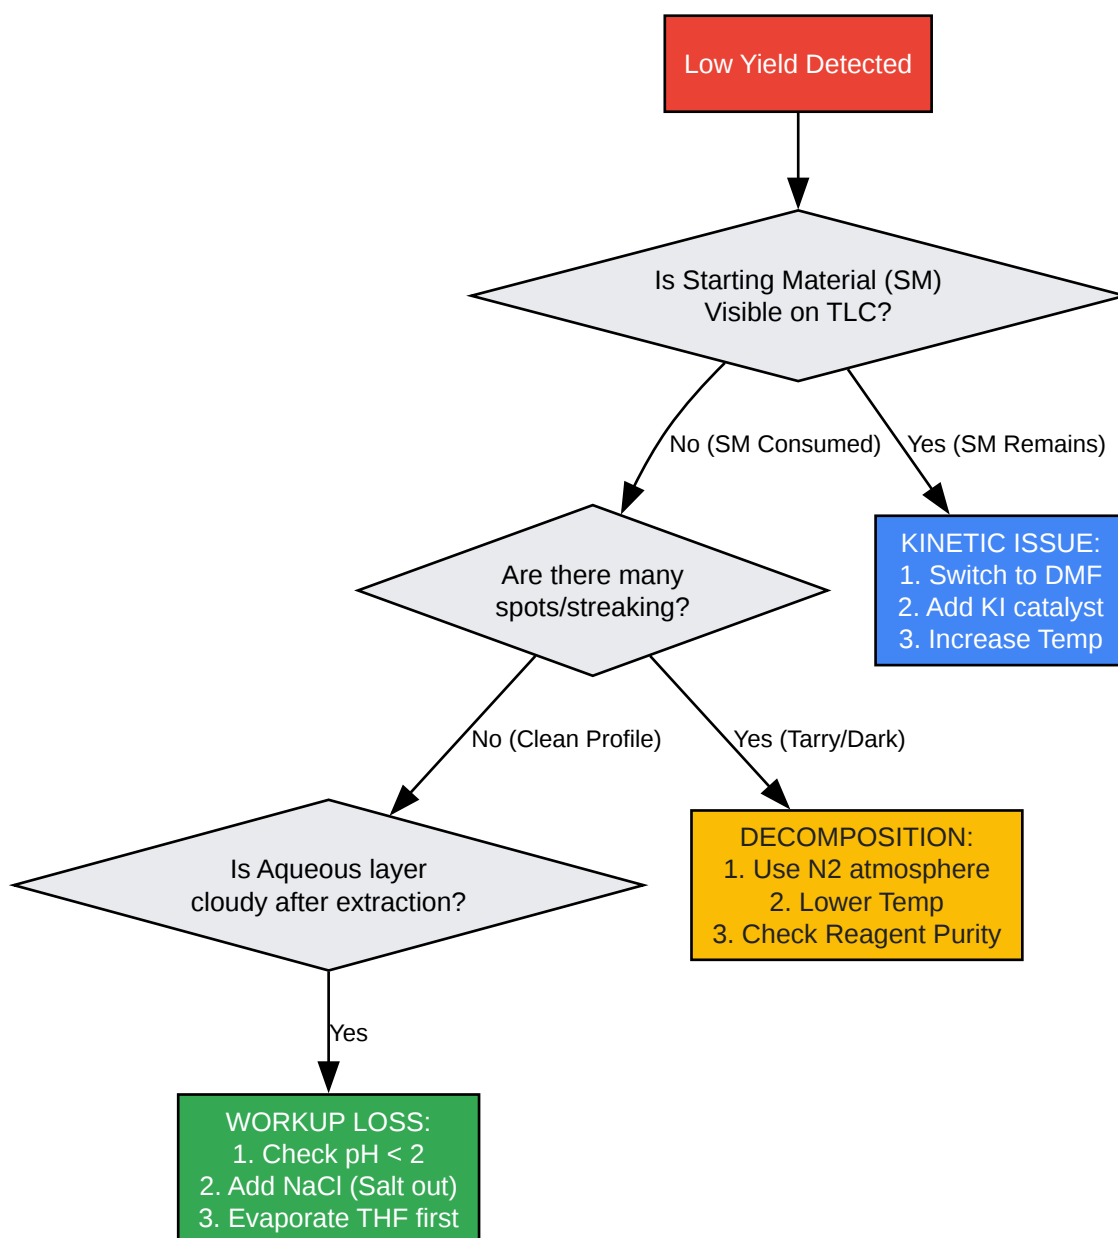 Low Yield Detected
Is Starting Material (SM)
Visible on TLC?
No (SM Consumed)
Yes (SM Remains)
KINETIC ISSUE:
1. Switch to DMF
2. Add KI catalyst
3. Increase Temp
Are there many
spots/streaking?
No (Clean Profile)
Yes (Tarry/Dark)
DECOMPOSITION:
1. Use N2 atmosphere
2. Lower Temp
3. Check Reagent Purity
Is Aqueous layer
cloudy after extraction?
Yes
WORKUP LOSS:
1. Check pH < 2
2. Add NaCl (Salt out)
3. Evaporate THF first